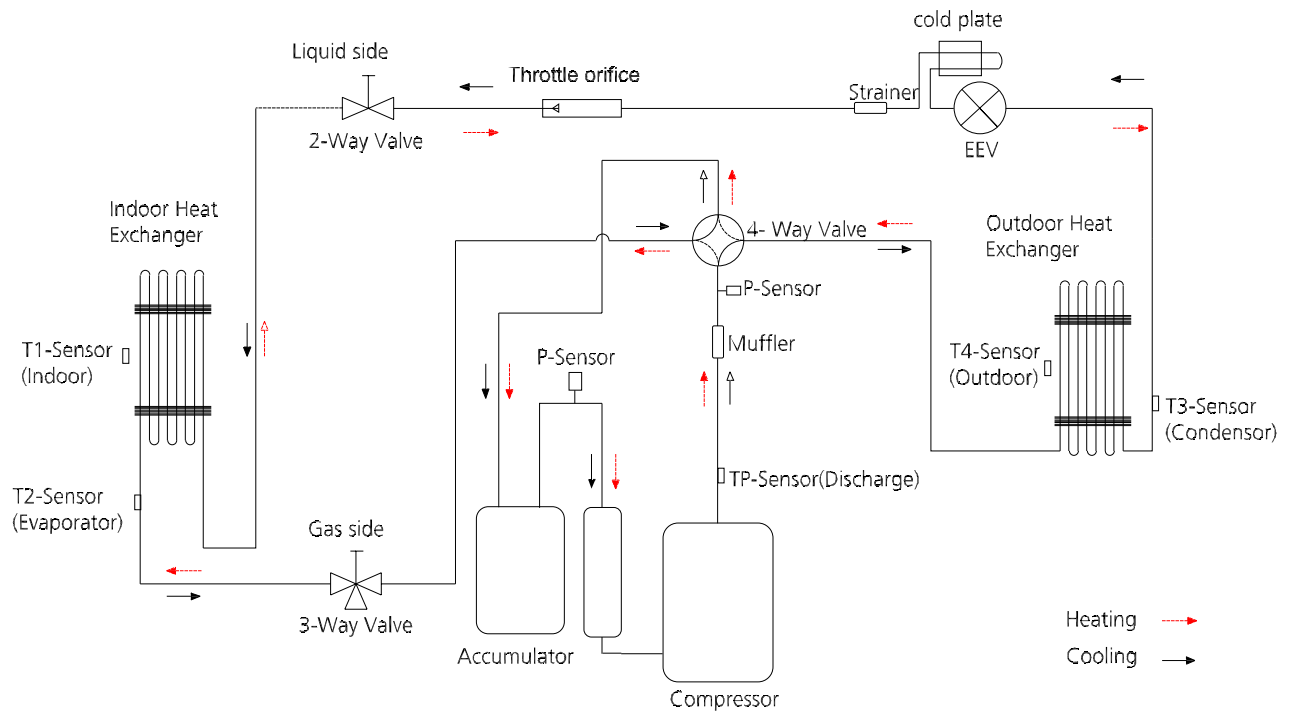 cold plate
Liquid side
Throttle orifice
Strainer
2-Way Valve
EEV
Indoor Heat
Exchanger
4- Way Valve
Outdoor Heat
Exchanger
P-Sensor
T1-Sensor
(Indoor)
P-Sensor
Muffler
T4-Sensor
(Outdoor)
T3-Sensor
(Condensor)
T2-Sensor
(Evaporator)
TP-Sensor(Discharge)
Gas side
3-Way Valve
Accumulator
Compressor
Heating
Cooling